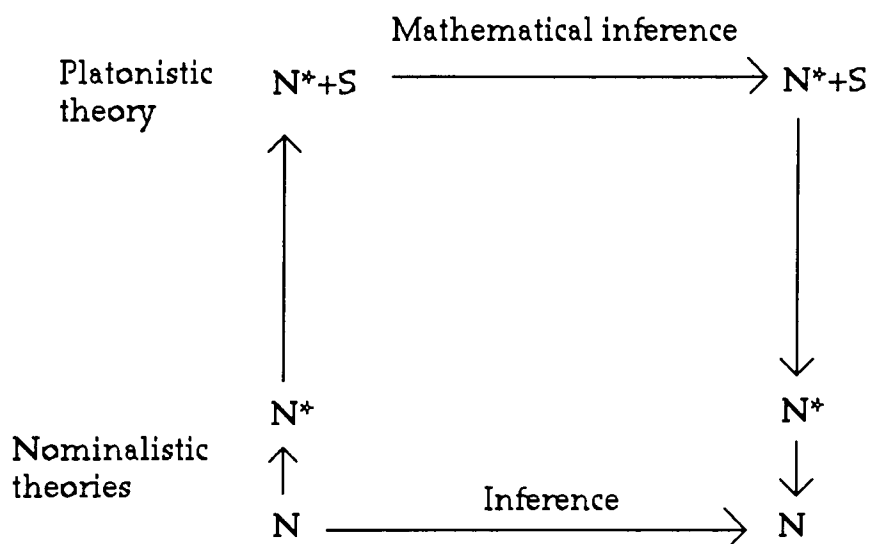 Mathematical inference
Platonistic
theory
N*+S
N*+S
N*
N*
Nominalistic
theories
Inference
N
N